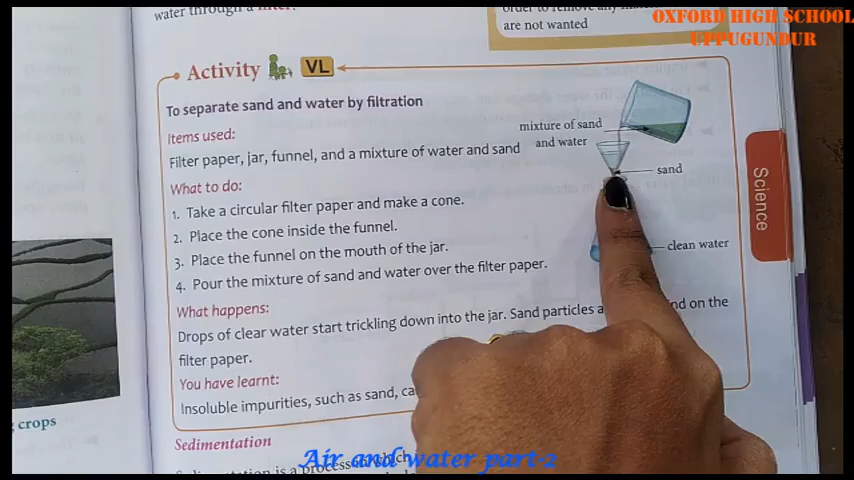 water through a filter.
order to remove any
are not wanted
OXFORD HIGH SCHOOL
UPPUGUNDUR
Activity VL
To separate sand and water by filtration
Items used:
Filter paper, jar, funnel, and a mixture of water and sand
mixture of sand
and water
sand
clean water
What to do:
1. Take a circular filter paper and make a cone.
2. Place the cone inside the funnel.
3. Place the funnel on the mouth of the jar.
4. Pour the mixture of sand and water over the filter paper.
What happens:
Drops of clear water start trickling down into the jar. Sand particles a nd on the
filter paper.
You have learnt:
Insoluble impurities, such as sand, ca
Science
crops
Sedimentation
Sedimentation is a process in which
Air and water part-2